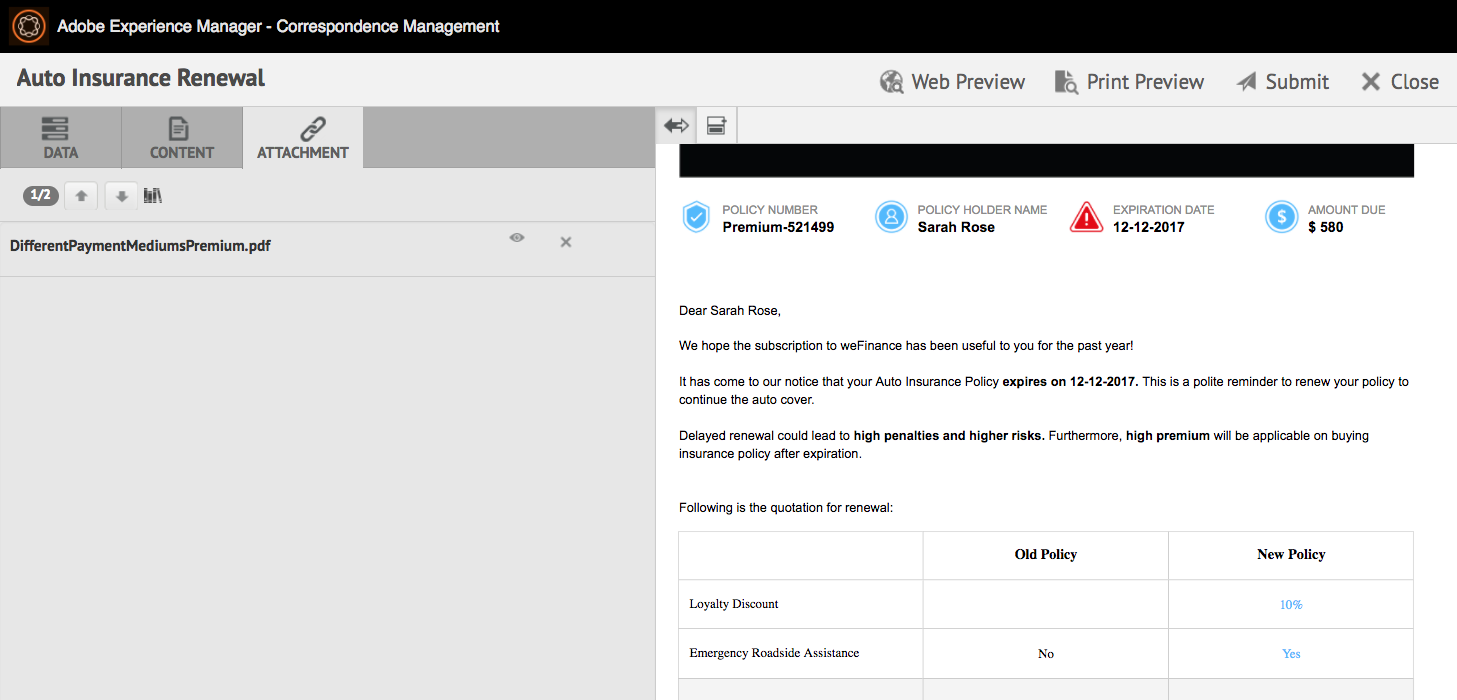 Adobe Experience Manager - Correspondence Management
Auto Insurance Renewal
Web Preview
Print Preview
Submit
Close
DATA
CONTENT
ATTACHMENT
1/2
DifferentPaymentMediumsPremium.pdf
POLICY NUMBER
Premium-521499
POLICY HOLDER NAME
Sarah Rose
EXPIRATION DATE
12-12-2017
AMOUNT DUE
$ 580
Dear Sarah Rose,
We hope the subscription to weFinance has been useful to you for the past year!
It has come to our notice that your Auto Insurance Policy expires on 12-12-2017. This is a polite reminder to renew your policy to
continue the auto cover.
Delayed renewal could lead to high penalties and higher risks. Furthermore, high premium will be applicable on buying
insurance policy after expiration.
Following is the quotation for renewal:
Old Policy New Policy
Loyalty Discount 10%
Emergency Roadside Assistance No Yes